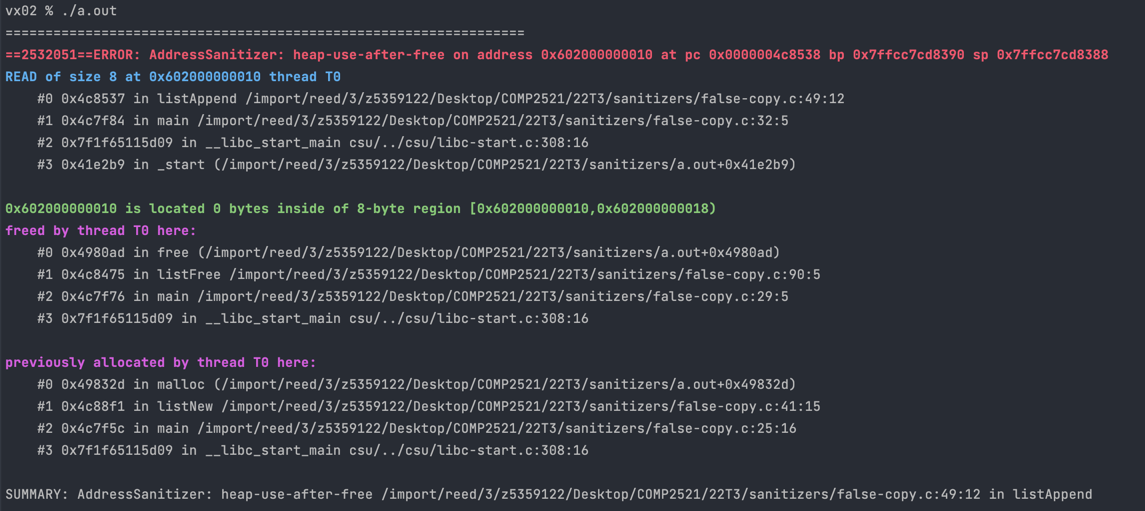 vx02 % ./a.out
=================================================================
==2532051==ERROR: AddressSanitizer: heap-use-after-free on address 0x602000000010 at pc 0x0000004c8538 bp 0x7ffcc7cd8390 sp 0x7ffcc7cd8388
READ of size 8 at 0x602000000010 thread T0
    #0 0x4c8537 in listAppend /import/reed/3/z5359122/Desktop/COMP2521/22T3/sanitizers/false-copy.c:49:12
    #1 0x4c7f84 in main /import/reed/3/z5359122/Desktop/COMP2521/22T3/sanitizers/false-copy.c:32:5
    #2 0x7f1f65115d09 in __libc_start_main csu/../csu/libc-start.c:308:16
    #3 0x41e2b9 in _start (/import/reed/3/z5359122/Desktop/COMP2521/22T3/sanitizers/a.out+0x41e2b9)

0x602000000010 is located 0 bytes inside of 8-byte region [0x602000000010,0x602000000018)
freed by thread T0 here:
    #0 0x4980ad in free (/import/reed/3/z5359122/Desktop/COMP2521/22T3/sanitizers/a.out+0x4980ad)
    #1 0x4c8475 in listFree /import/reed/3/z5359122/Desktop/COMP2521/22T3/sanitizers/false-copy.c:90:5
    #2 0x4c7f76 in main /import/reed/3/z5359122/Desktop/COMP2521/22T3/sanitizers/false-copy.c:29:5
    #3 0x7f1f65115d09 in __libc_start_main csu/../csu/libc-start.c:308:16

previously allocated by thread T0 here:
    #0 0x49832d in malloc (/import/reed/3/z5359122/Desktop/COMP2521/22T3/sanitizers/a.out+0x49832d)
    #1 0x4c88f1 in listNew /import/reed/3/z5359122/Desktop/COMP2521/22T3/sanitizers/false-copy.c:41:15
    #2 0x4c7f5c in main /import/reed/3/z5359122/Desktop/COMP2521/22T3/sanitizers/false-copy.c:25:16
    #3 0x7f1f65115d09 in __libc_start_main csu/../csu/libc-start.c:308:16

SUMMARY: AddressSanitizer: heap-use-after-free /import/reed/3/z5359122/Desktop/COMP2521/22T3/sanitizers/false-copy.c:49:12 in listAppend